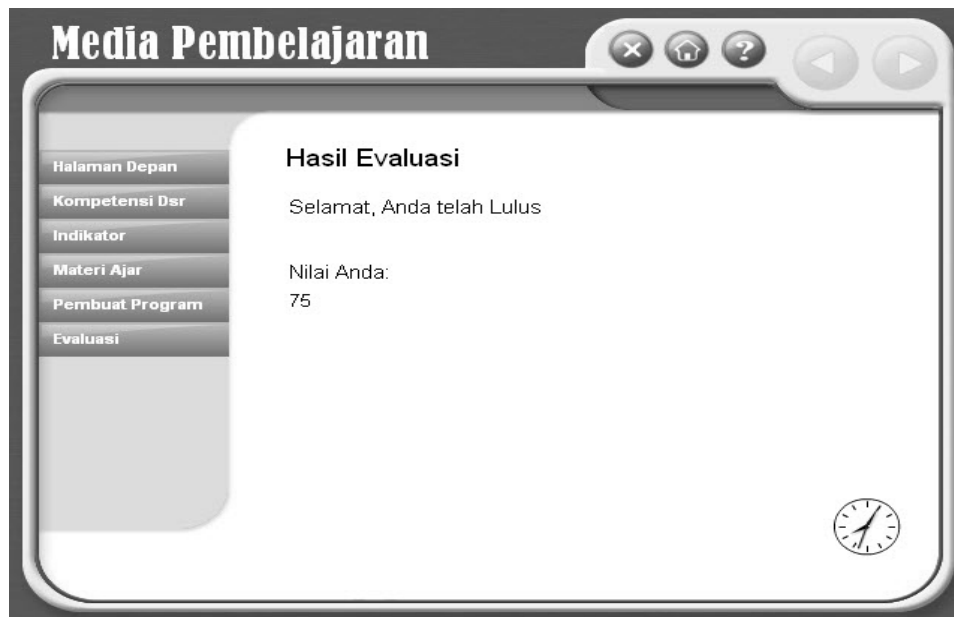 Media Pembelajaran
Halaman Depan
Kompetensi Dsr
Indikator
Materi Ajar
Pembuat Program
Evaluasi
Hasil Evaluasi
Selamat, Anda telah Lulus
Nilai Anda:
75